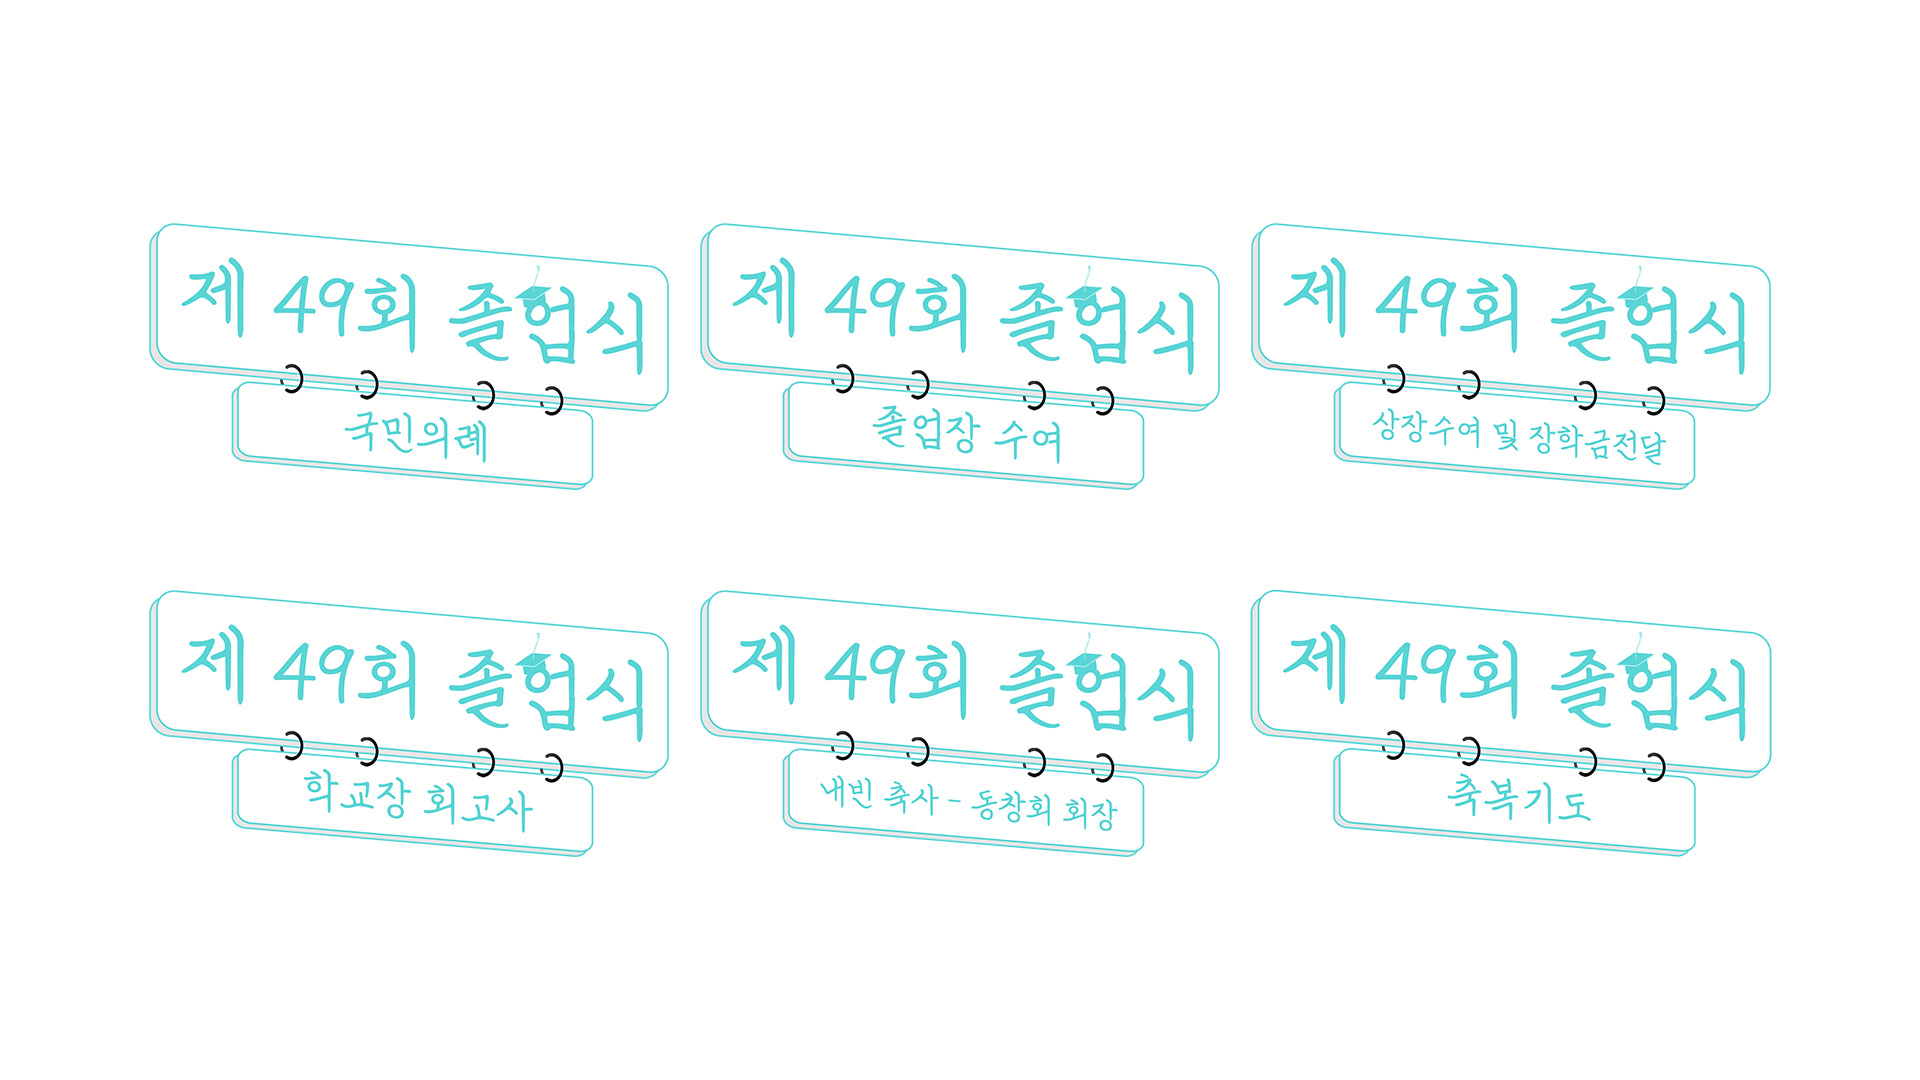 제 49회 졸업식
국민의례
제 49회 졸업식
졸업장 수여
제 49회 졸업식
상장수여 및 장학금전달
제 49회 졸업식
학교장 회고사
제 49회 졸업식
내빈 축사 - 동창회 회장
제 49회 졸업식
축복기도